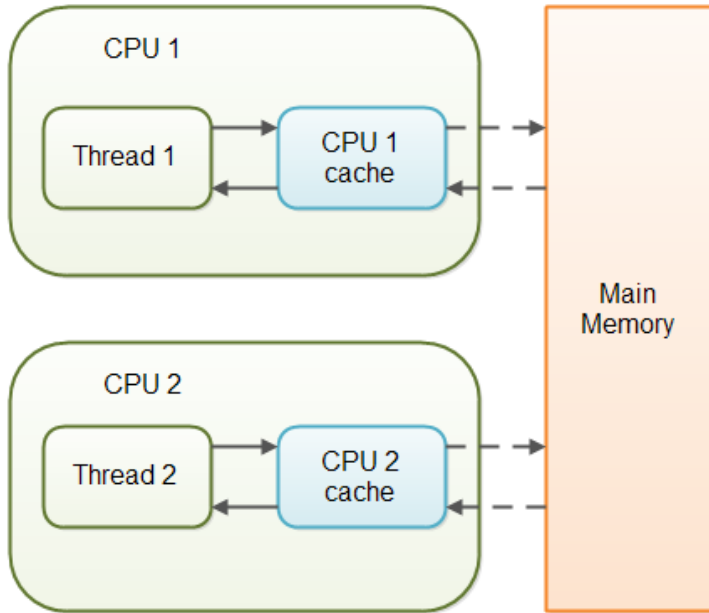 CPU 1
Thread 1
CPU 1
cache
Main
Memory
CPU 2
Thread 2
CPU 2
cache